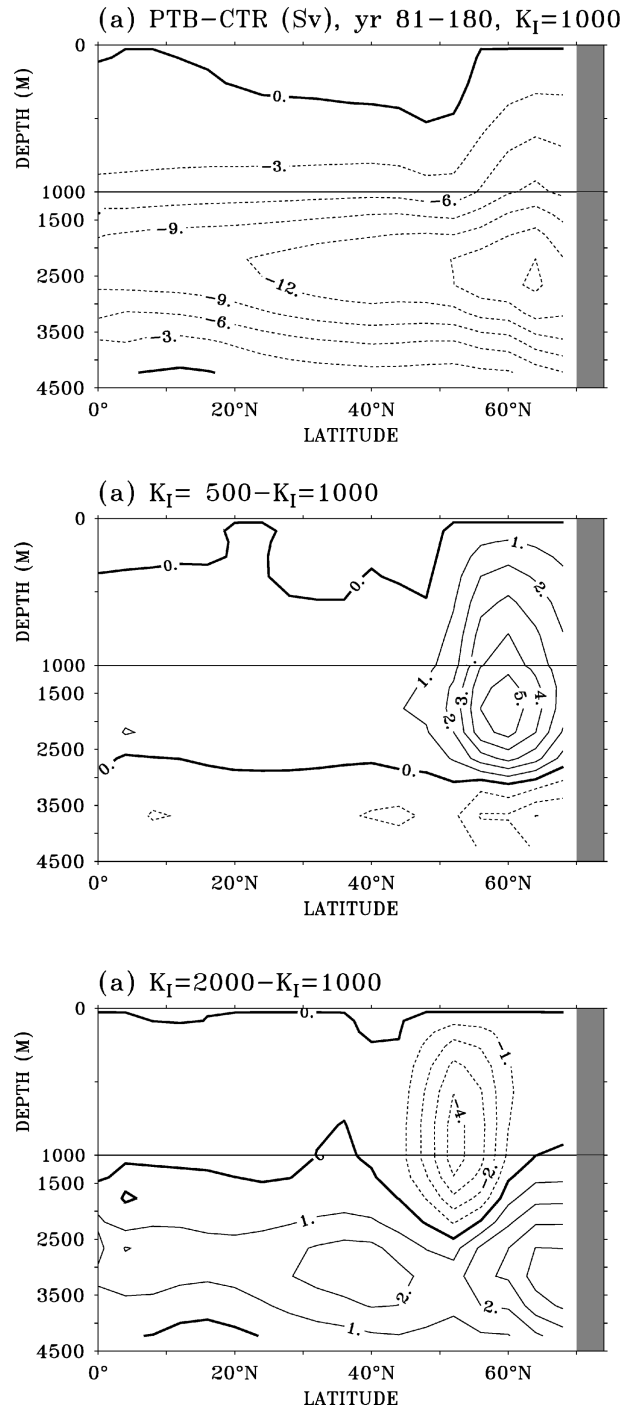 (a) PTB−CTR (Sv), yr 81−180, K_I=1000
0
0.
−3.
DEPTH (M)
1000
−6.
1500
−9.
2500
−12.
−9.
3500
−6.
−3.
4500
0° 20°N 40°N 60°N
LATITUDE
(a) K_I= 500−K_I=1000
0
1.
0. 0. 2.
DEPTH (M)
1000
1.
1500
2. 3. 5. 4.
2500
0. 0.
3500
4500
0° 20°N 40°N 60°N
LATITUDE
(a) K_I=2000−K_I=1000
0
0.
−1.
DEPTH (M)
−4.
1000
−2.
1500
1.
2500
2. 2.
3500
1.
4500
0° 20°N 40°N 60°N
LATITUDE